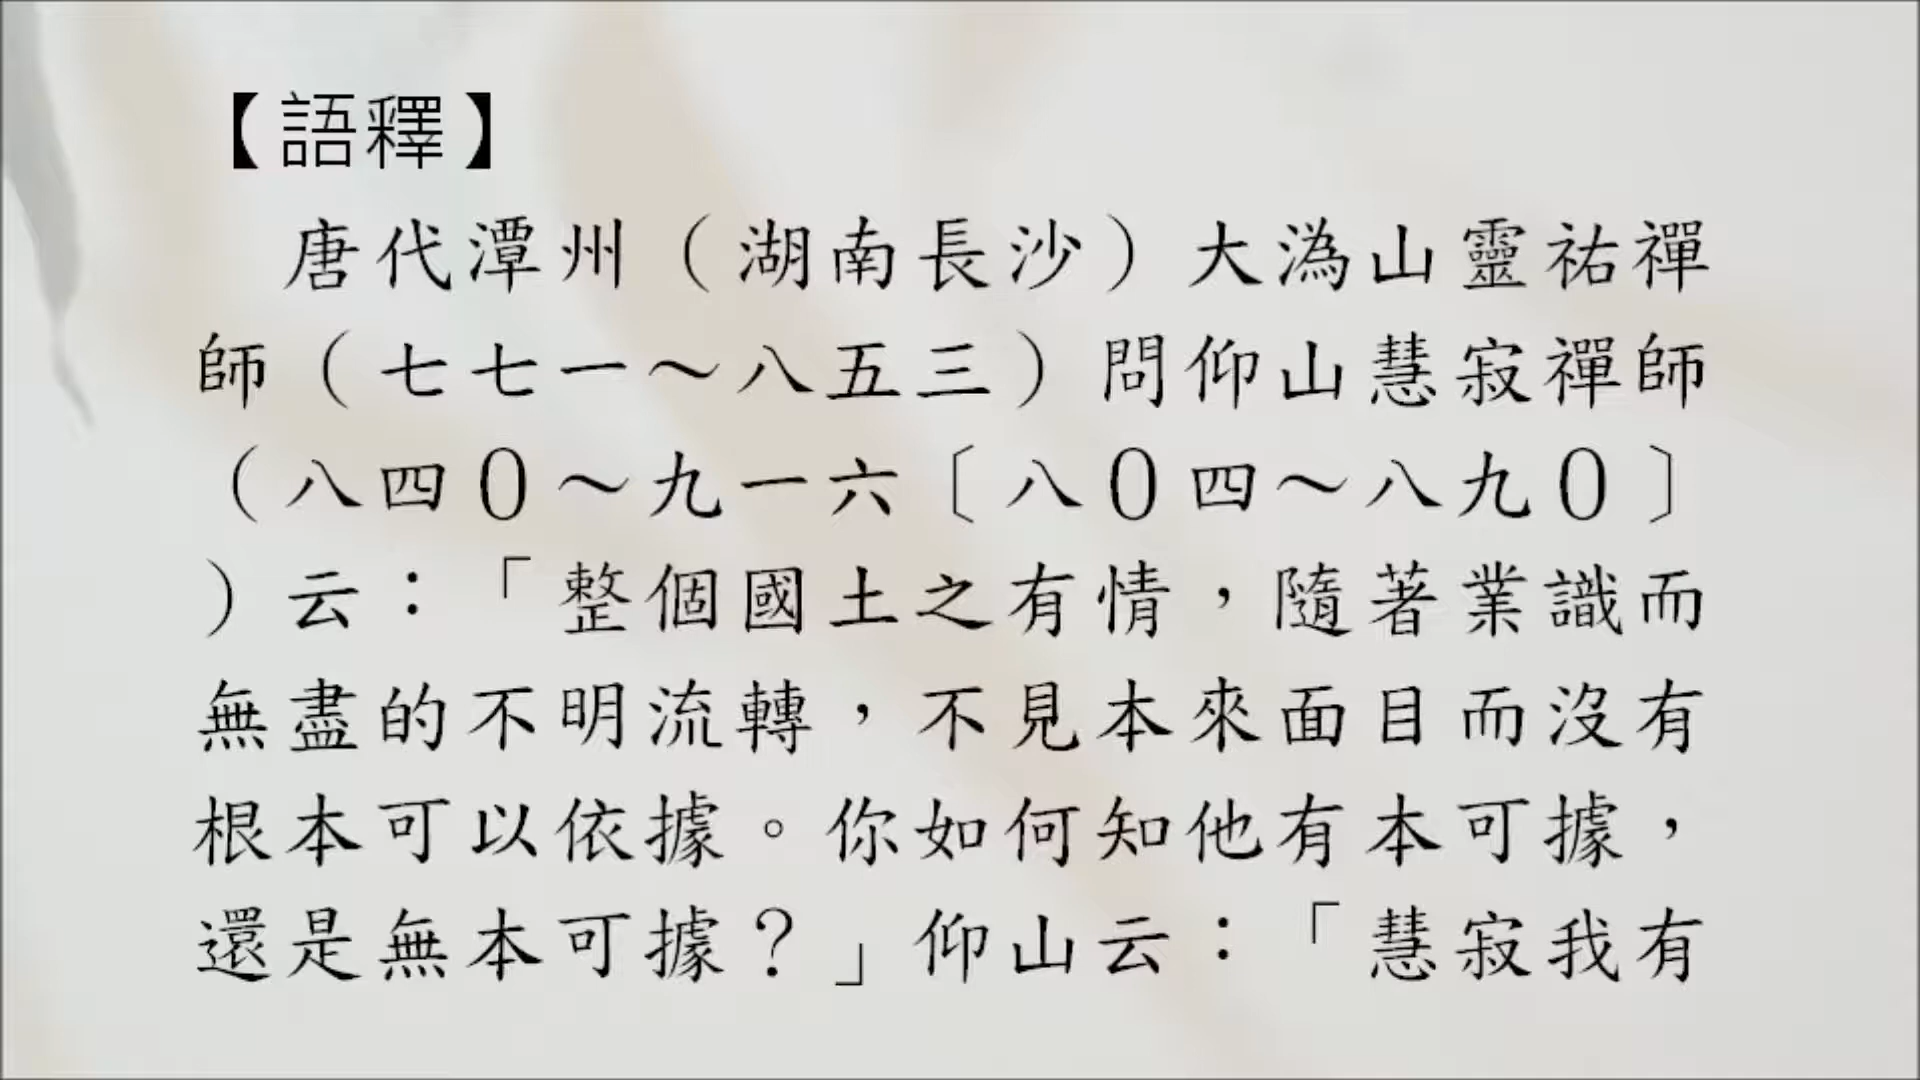 【語釋】
唐代潭州（湖南長沙）大溈山靈祐禪
師（七七一～八五三）問仰山慧寂禪師
（八四０～九一六〔八０四～八九０〕
）云：「整個國土之有情，隨著業識而
無盡的不明流轉，不見本來面目而沒有
根本可以依據。你如何知他有本可據，
還是無本可據？」仰山云：「慧寂我有